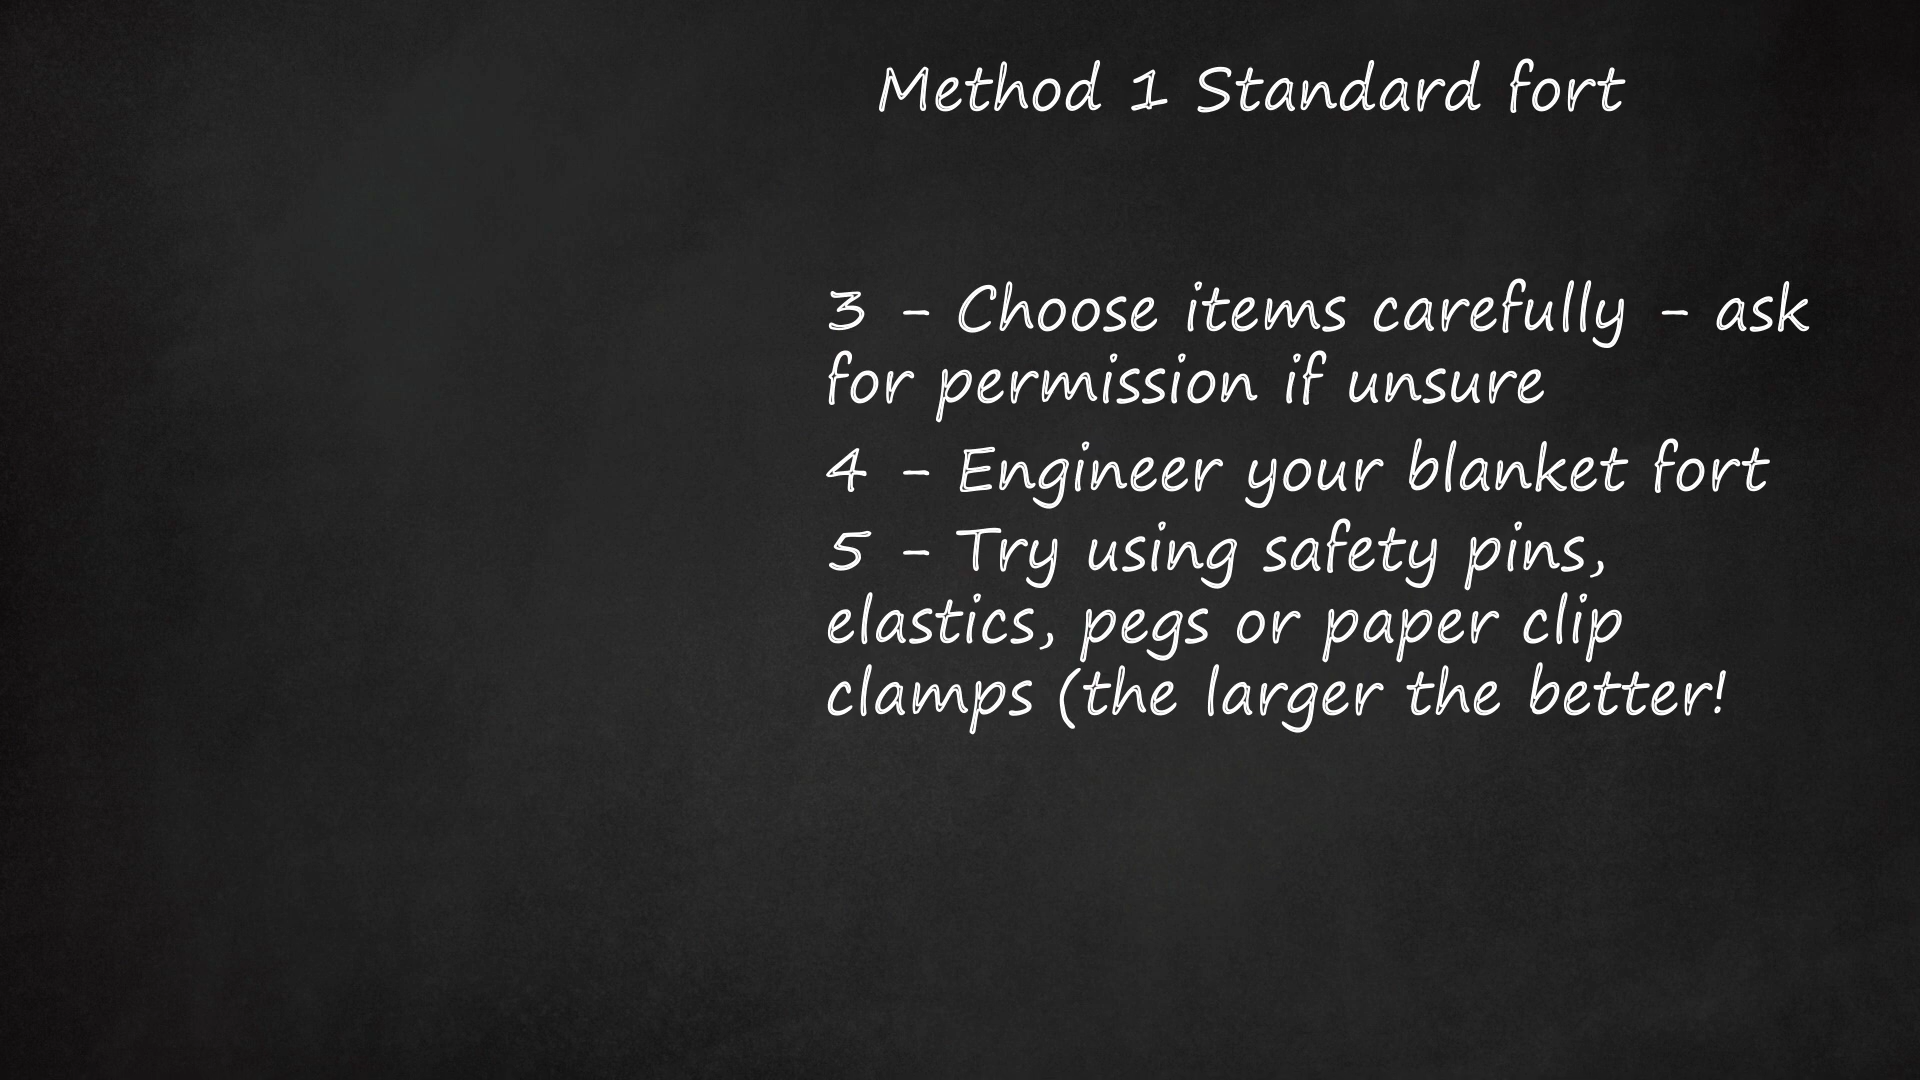 Method 1 Standard fort
3 - Choose items carefully - ask
for permission if unsure
4 - Engineer your blanket fort
5 - Try using safety pins,
elastics, pegs or paper clip
clamps (the larger the better!